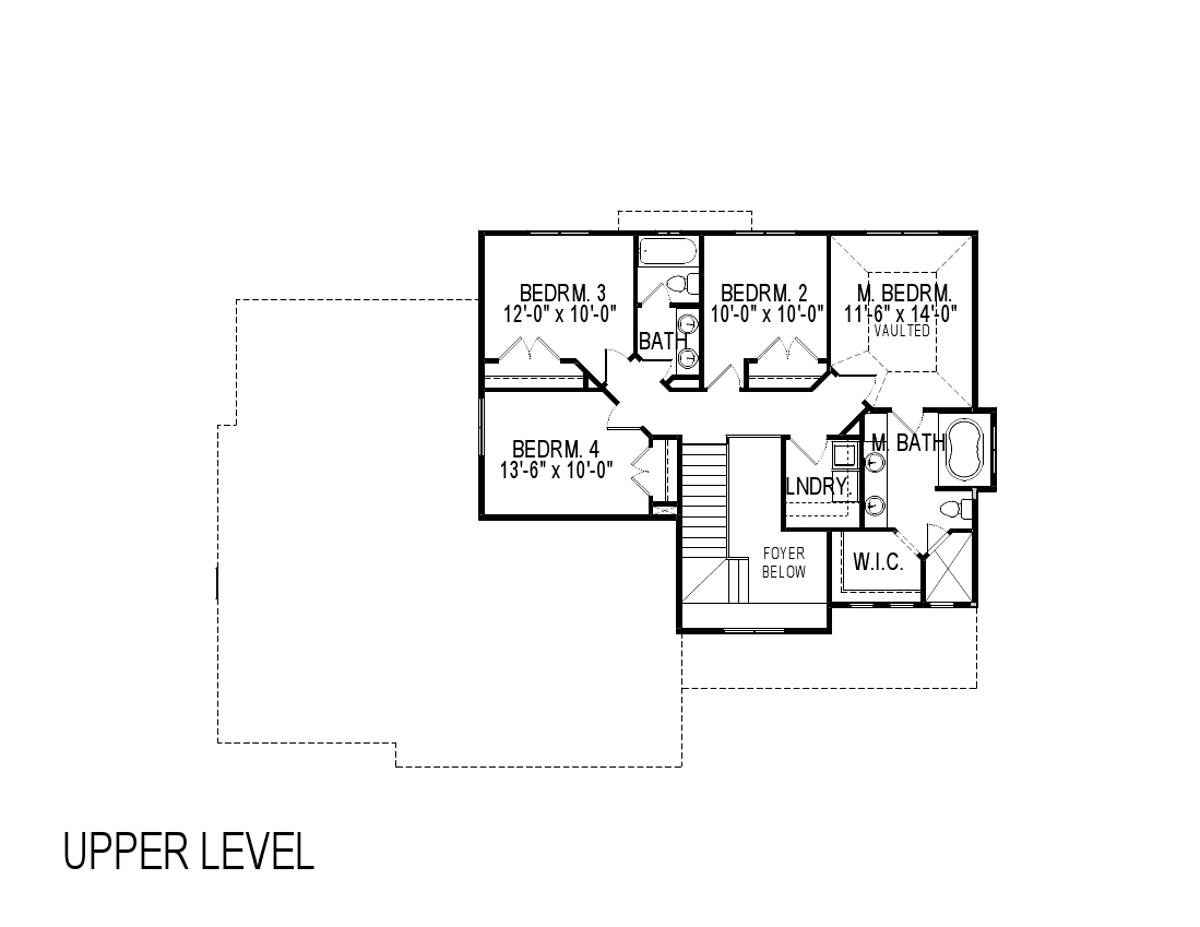 BEDRM. 3
12'-0" x 10'-0"
BATH
BEDRM. 2
10'-0" x 10'-0"
M. BEDRM.
11'-6" x 14'-0"
VAULTED
BEDRM. 4
13'-6" x 10'-0"
M. BATH
LNDRY.
FOYER
BELOW
W.I.C.
UPPER LEVEL